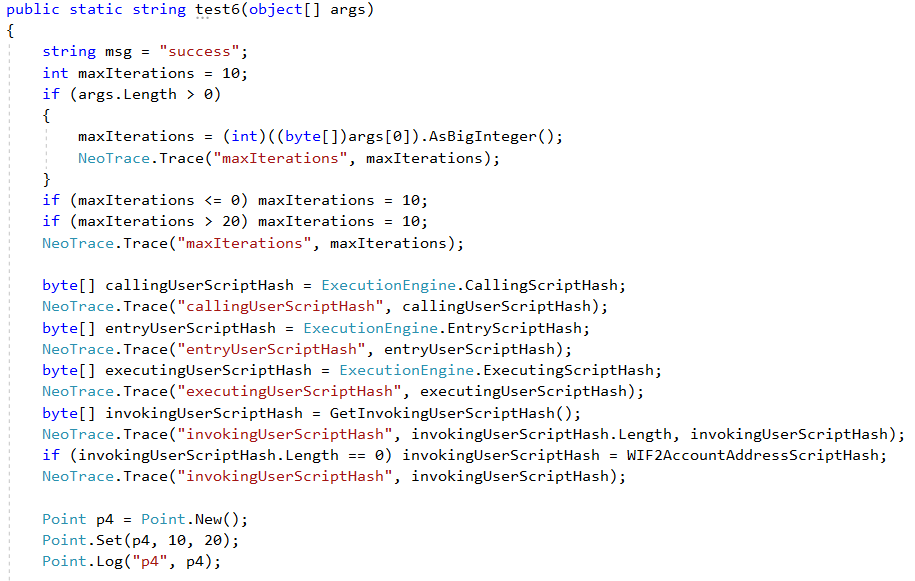 public static string test6(object[] args)
{
string msg = "success";
int maxIterations = 10;
if (args.Length > 0)
{
maxIterations = (int)((byte[])args[0]).AsBigInteger();
NeoTrace.Trace("maxIterations", maxIterations);
}
if (maxIterations <= 0) maxIterations = 10;
if (maxIterations > 20) maxIterations = 10;
NeoTrace.Trace("maxIterations", maxIterations);
byte[] callingUserScriptHash = ExecutionEngine.CallingScriptHash;
NeoTrace.Trace("callingUserScriptHash", callingUserScriptHash);
byte[] entryUserScriptHash = ExecutionEngine.EntryScriptHash;
NeoTrace.Trace("entryUserScriptHash", entryUserScriptHash);
byte[] executingUserScriptHash = ExecutionEngine.ExecutingScriptHash;
NeoTrace.Trace("executingUserScriptHash", executingUserScriptHash);
byte[] invokingUserScriptHash = GetInvokingUserScriptHash();
NeoTrace.Trace("invokingUserScriptHash", invokingUserScriptHash.Length, invokingUserScriptHash);
if (invokingUserScriptHash.Length == 0) invokingUserScriptHash = WIF2AccountAddressScriptHash;
NeoTrace.Trace("invokingUserScriptHash", invokingUserScriptHash);
Point p4 = Point.New();
Point.Set(p4, 10, 20);
Point.Log("p4", p4);